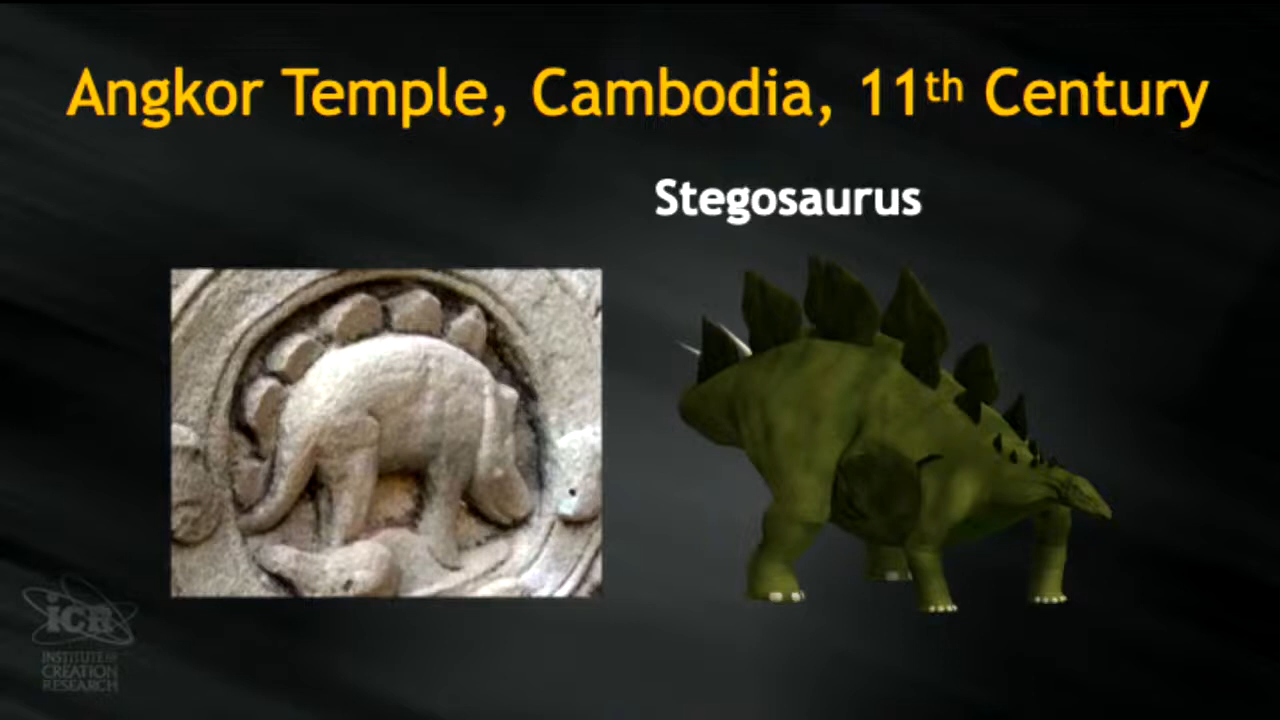 Angkor Temple, Cambodia, 11th Century
Stegosaurus
iCR
INSTITUTE for
CREATION
RESEARCH